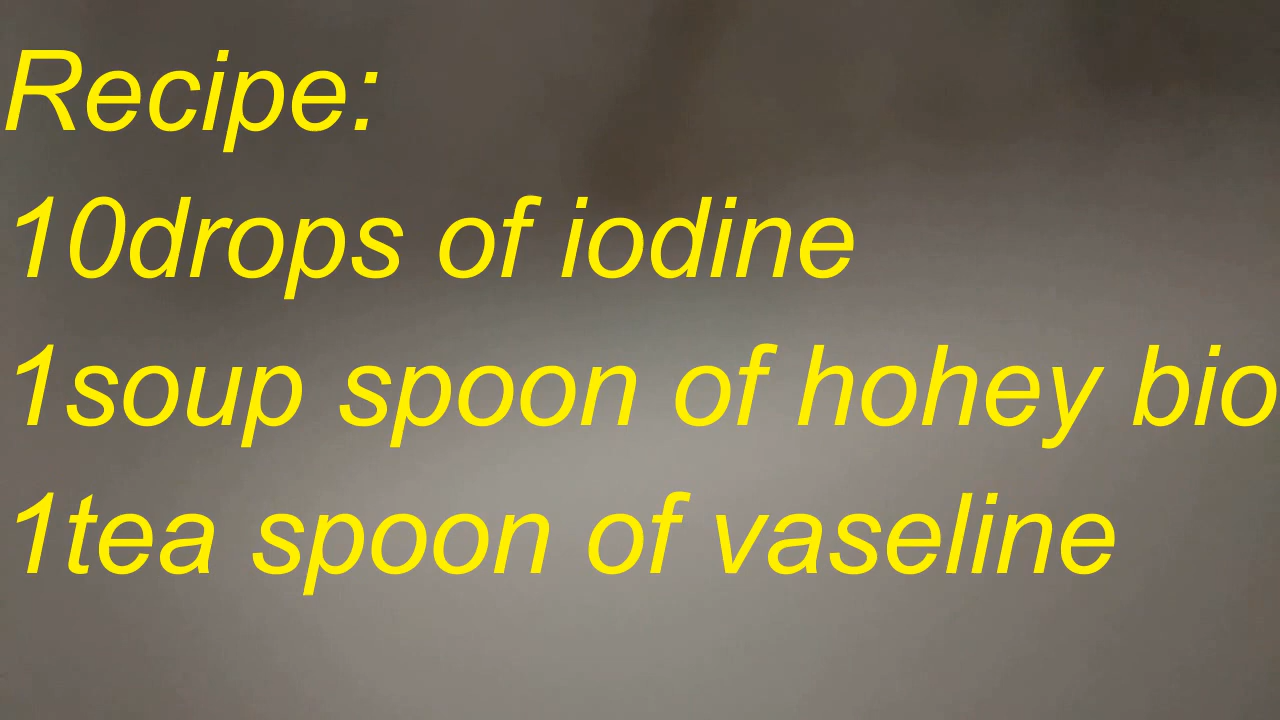 Recipe:
10drops of iodine
1soup spoon of hohey bio
1tea spoon of vaseline